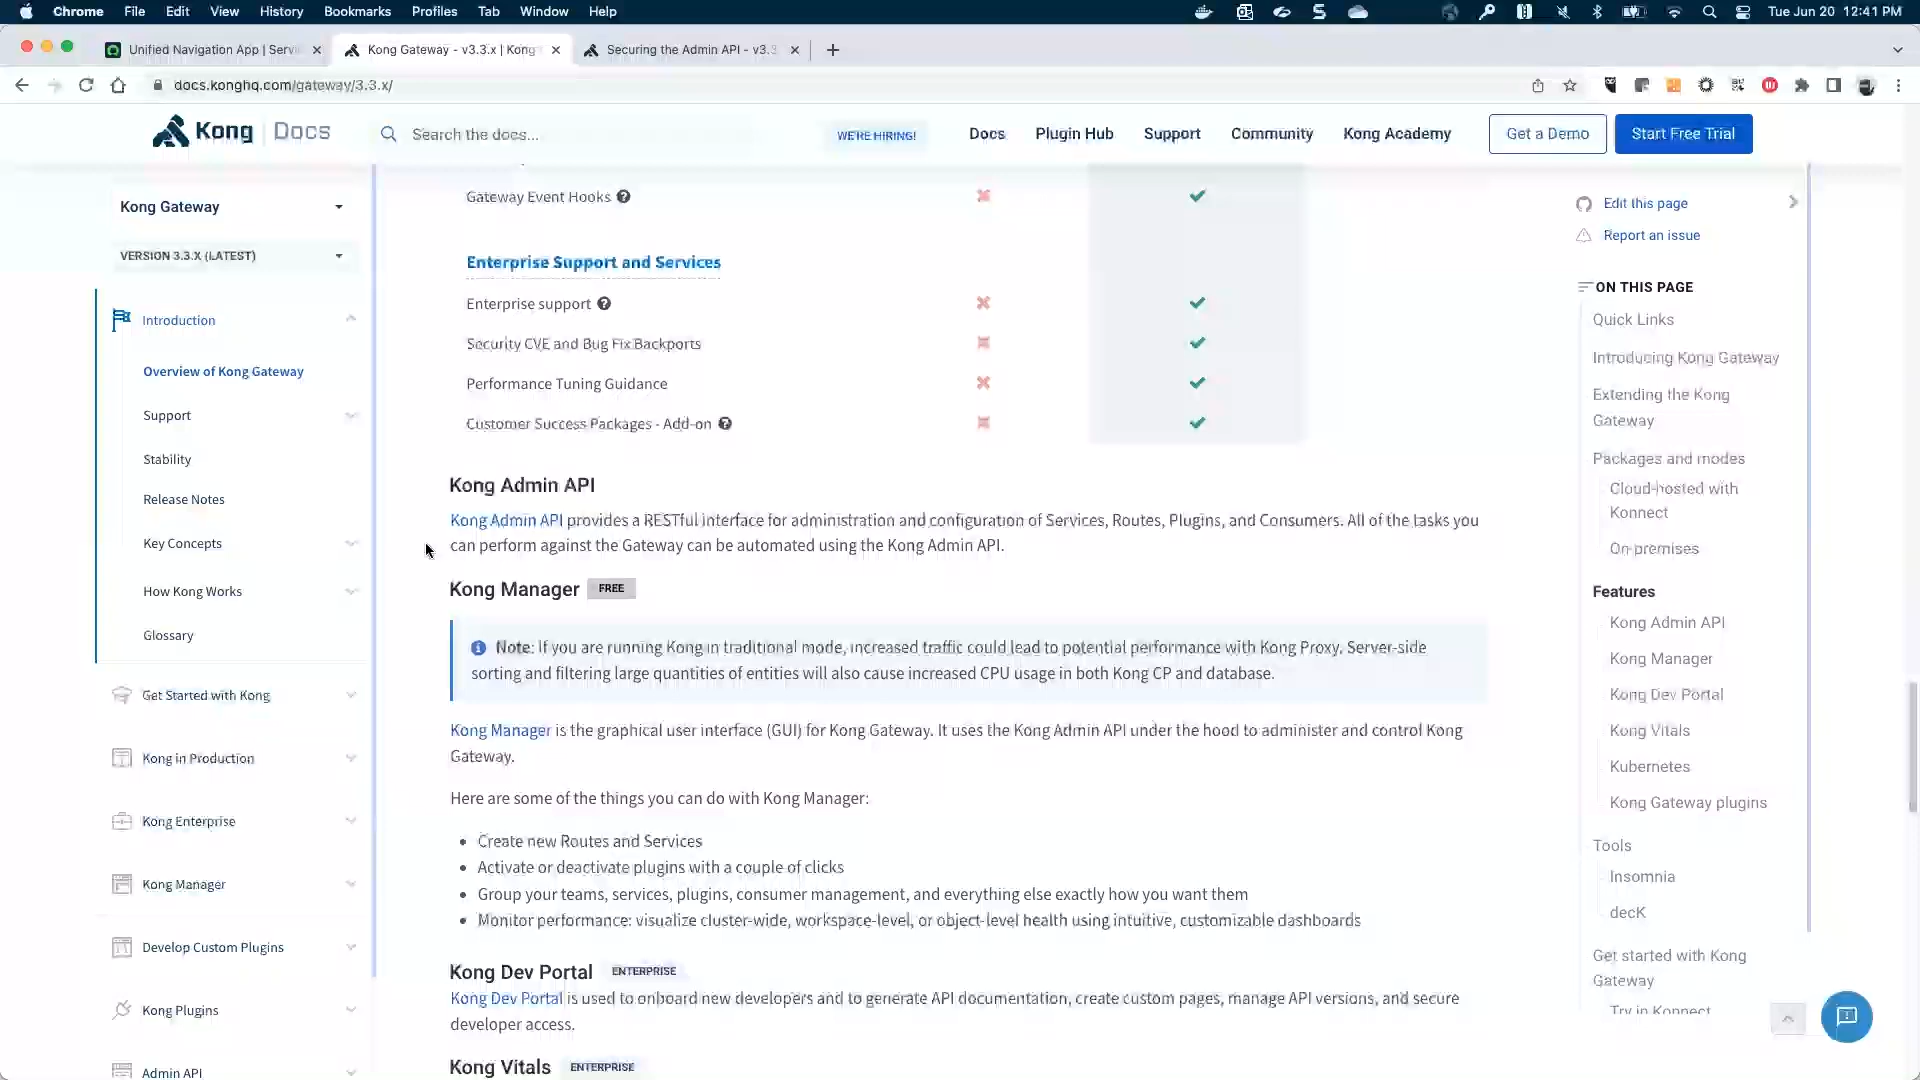 Chrome File Edit View History Bookmarks Profiles Tab Window Help Tue Jun 20 12:41 PM
Unified Navigation App | Servi
Kong Gateway - v3.3.x | Kong
Securing the Admin API - v3.3
docs.konghq.com/gateway/3.3.x/
Kong | Docs
Search the docs...
WE'RE HIRING!
Docs
Plugin Hub
Support
Community
Kong Academy
Get a Demo
Start Free Trial
Kong Gateway
VERSION 3.3.X (LATEST)
Introduction
Overview of Kong Gateway
Support
Stability
Release Notes
Key Concepts
How Kong Works
Glossary
Get Started with Kong
Kong in Production
Kong Enterprise
Kong Manager
Develop Custom Plugins
Kong Plugins
Admin API
Gateway Event Hooks
Enterprise Support and Services
Enterprise support
Security CVE and Bug Fix Backports
Performance Tuning Guidance
Customer Success Packages - Add-on
Kong Admin API
Kong Admin API provides a RESTful interface for administration and configuration of Services, Routes, Plugins, and Consumers. All of the tasks you
can perform against the Gateway can be automated using the Kong Admin API.
Kong Manager FREE
Note: If you are running Kong in traditional mode, increased traffic could lead to potential performance with Kong Proxy. Server-side
sorting and filtering large quantities of entities will also cause increased CPU usage in both Kong CP and database.
Kong Manager is the graphical user interface (GUI) for Kong Gateway. It uses the Kong Admin API under the hood to administer and control Kong
Gateway.
Here are some of the things you can do with Kong Manager:
• Create new Routes and Services
• Activate or deactivate plugins with a couple of clicks
• Group your teams, services, plugins, consumer management, and everything else exactly how you want them
• Monitor performance: visualize cluster-wide, workspace-level, or object-level health using intuitive, customizable dashboards
Kong Dev Portal ENTERPRISE
Kong Dev Portal is used to onboard new developers and to generate API documentation, create custom pages, manage API versions, and secure
developer access.
Kong Vitals ENTERPRISE
Edit this page
Report an issue
ON THIS PAGE
Quick Links
Introducing Kong Gateway
Extending the Kong
Gateway
Packages and modes
Cloud-hosted with
Konnect
On-premises
Features
Kong Admin API
Kong Manager
Kong Dev Portal
Kong Vitals
Kubernetes
Kong Gateway plugins
Tools
Insomnia
decK
Get started with Kong
Gateway
Try in Konnect